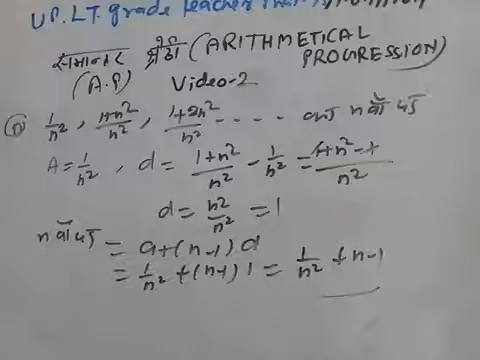 U.P. L.T. grade teacher
समान्तर श्रेढ़ी (ARITHMETICAL
PROGRESSION)
(A.P) Video-2
① 1/n², 1+n²/n², 1+2n²/n² - - - - का n वाँ पद
A = 1/n², d = 1+n²/n² - 1/n² = 1+n²-1/n²
d = n²/n² = 1
n वाँ पद = a+(n-1)d
= 1/n² + (n-1) 1 = 1/n² + n-1